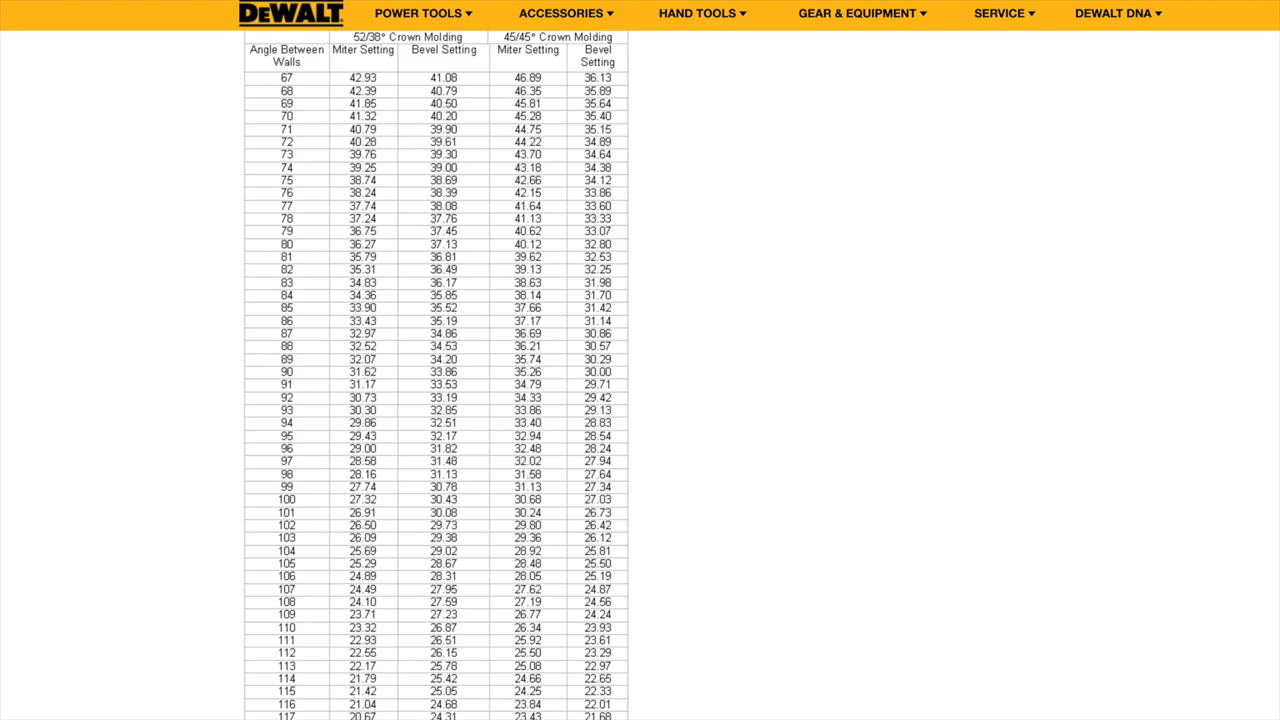 DEWALT POWER TOOLS ACCESSORIES HAND TOOLS GEAR & EQUIPMENT SERVICE DEWALT DNA
52/38° Crown Molding 45/45° Crown Molding
Angle Between Walls Miter Setting Bevel Setting Miter Setting Bevel Setting
67 42.93 41.08 46.89 36.13
68 42.39 40.79 46.35 35.89
69 41.85 40.50 45.81 35.64
70 41.32 40.20 45.28 35.40
71 40.79 39.90 44.75 35.15
72 40.28 39.61 44.22 34.89
73 39.76 39.30 43.70 34.64
74 39.25 39.00 43.18 34.38
75 38.74 38.69 42.66 34.12
76 38.24 38.39 42.15 33.86
77 37.74 38.08 41.64 33.60
78 37.24 37.76 41.13 33.33
79 36.75 37.45 40.62 33.07
80 36.27 37.13 40.12 32.80
81 35.79 36.81 39.62 32.53
82 35.31 36.49 39.13 32.25
83 34.83 36.17 38.63 31.98
84 34.36 35.85 38.14 31.70
85 33.90 35.52 37.66 31.42
86 33.43 35.19 37.17 31.14
87 32.97 34.86 36.69 30.86
88 32.52 34.53 36.21 30.57
89 32.07 34.20 35.74 30.29
90 31.62 33.86 35.26 30.00
91 31.17 33.53 34.79 29.71
92 30.73 33.19 34.33 29.42
93 30.30 32.85 33.86 29.13
94 29.86 32.51 33.40 28.83
95 29.43 32.17 32.94 28.54
96 29.00 31.82 32.48 28.24
97 28.58 31.48 32.02 27.94
98 28.16 31.13 31.58 27.64
99 27.74 30.78 31.13 27.34
100 27.32 30.43 30.68 27.03
101 26.91 30.08 30.24 26.73
102 26.50 29.73 29.80 26.42
103 26.09 29.38 29.36 26.12
104 25.69 29.02 28.92 25.81
105 25.29 28.67 28.48 25.50
106 24.89 28.31 28.05 25.19
107 24.49 27.95 27.62 24.87
108 24.10 27.59 27.19 24.56
109 23.71 27.23 26.77 24.24
110 23.32 26.87 26.34 23.93
111 22.93 26.51 25.92 23.61
112 22.55 26.15 25.50 23.29
113 22.17 25.78 25.08 22.97
114 21.79 25.42 24.66 22.65
115 21.42 25.05 24.25 22.33
116 21.04 24.68 23.84 22.01
117 20.67 24.31 23.43 21.68